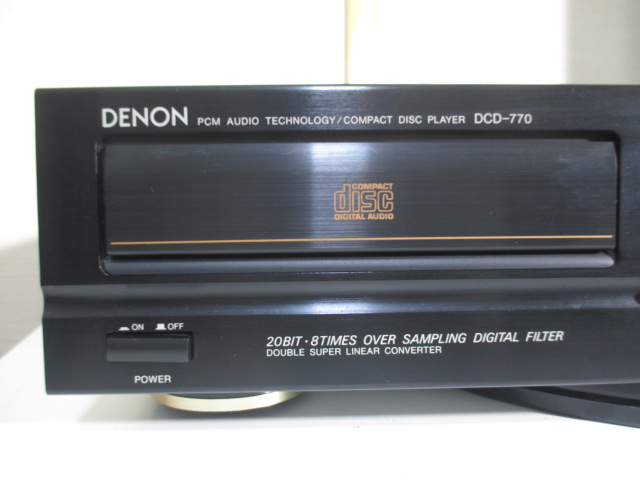 DENON PCM AUDIO TECHNOLOGY/COMPACT DISC PLAYER DCD-770
COMPACT
disc
DIGITAL AUDIO
ON OFF
POWER
20BIT·8TIMES OVER SAMPLING DIGITAL FILTER
DOUBLE SUPER LINEAR CONVERTER